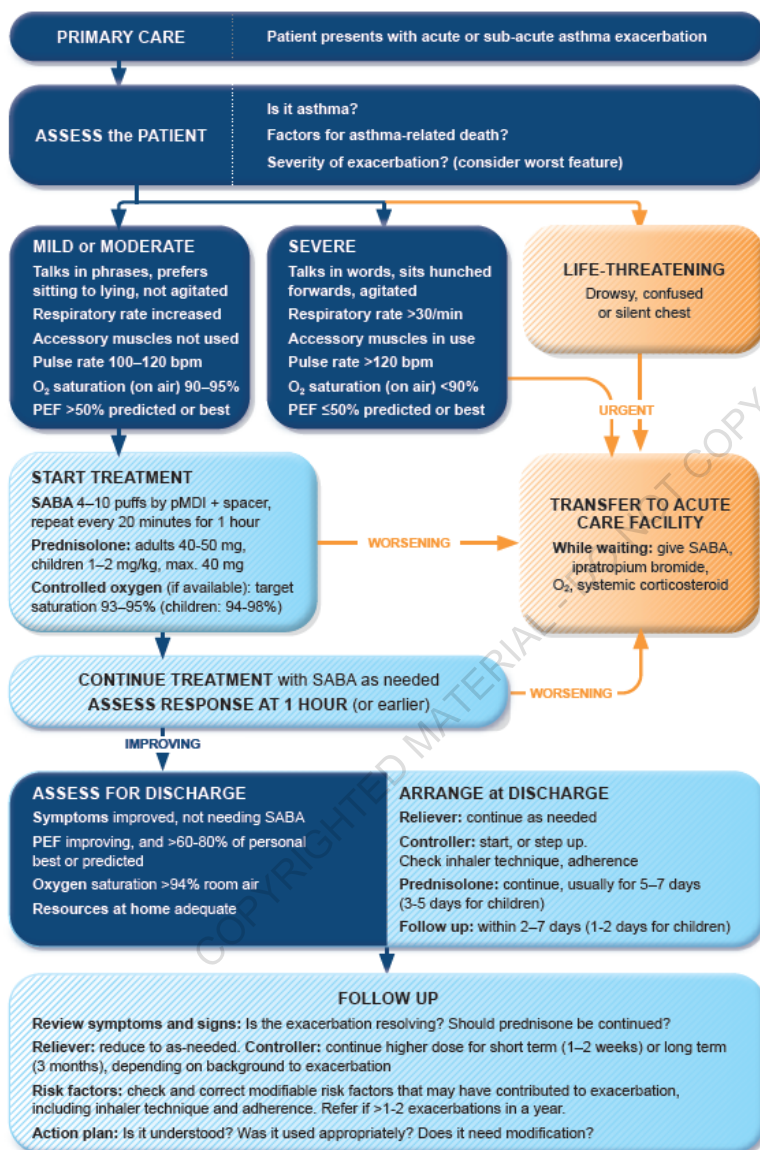 PRIMARY CARE
Patient presents with acute or sub-acute asthma exacerbation
ASSESS the PATIENT
Is it asthma?
Factors for asthma-related death?
Severity of exacerbation? (consider worst feature)
MILD or MODERATE
Talks in phrases, prefers
sitting to lying, not agitated
Respiratory rate increased
Accessory muscles not used
Pulse rate 100–120 bpm
O₂ saturation (on air) 90–95%
PEF >50% predicted or best
SEVERE
Talks in words, sits hunched
forwards, agitated
Respiratory rate >30/min
Accessory muscles in use
Pulse rate >120 bpm
O₂ saturation (on air) <90%
PEF ≤50% predicted or best
LIFE-THREATENING
Drowsy, confused
or silent chest
URGENT
START TREATMENT
SABA 4–10 puffs by pMDI + spacer,
repeat every 20 minutes for 1 hour
Prednisolone: adults 40-50 mg,
children 1–2 mg/kg, max. 40 mg
Controlled oxygen (if available): target
saturation 93–95% (children: 94-98%)
WORSENING
TRANSFER TO ACUTE
CARE FACILITY
While waiting: give SABA,
ipratropium bromide,
O₂, systemic corticosteroid
CONTINUE TREATMENT with SABA as needed
ASSESS RESPONSE AT 1 HOUR (or earlier)
WORSENING
IMPROVING
ASSESS FOR DISCHARGE
Symptoms improved, not needing SABA
PEF improving, and >60-80% of personal
best or predicted
Oxygen saturation >94% room air
Resources at home adequate
ARRANGE at DISCHARGE
Reliever: continue as needed
Controller: start, or step up.
Check inhaler technique, adherence
Prednisolone: continue, usually for 5–7 days
(3-5 days for children)
Follow up: within 2–7 days (1-2 days for children)
FOLLOW UP
Review symptoms and signs: Is the exacerbation resolving? Should prednisone be continued?
Reliever: reduce to as-needed. Controller: continue higher dose for short term (1–2 weeks) or long term
(3 months), depending on background to exacerbation
Risk factors: check and correct modifiable risk factors that may have contributed to exacerbation,
including inhaler technique and adherence. Refer if >1-2 exacerbations in a year.
Action plan: Is it understood? Was it used appropriately? Does it need modification?
COPYRIGHTED MATERIAL - DO NOT COPY